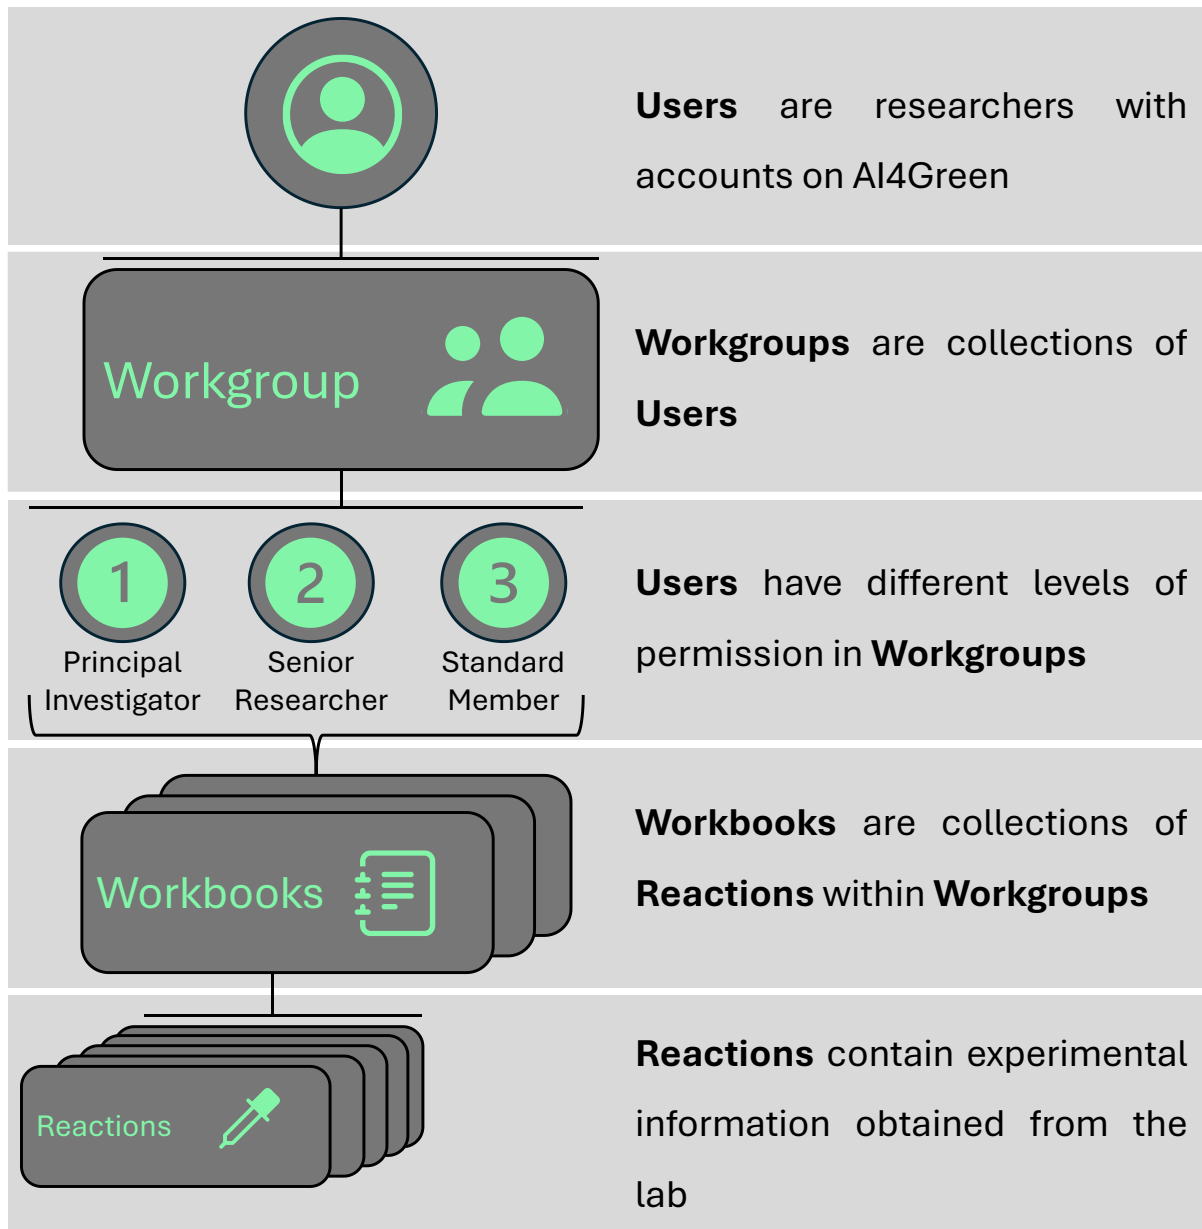 Users are researchers with
accounts on AI4Green
Workgroup
Workgroups are collections of
Users
1
2
3
Principal
Investigator
Senior
Researcher
Standard
Member
Users have different levels of
permission in Workgroups
Workbooks
Workbooks are collections of
Reactions within Workgroups
Reactions
Reactions contain experimental
information obtained from the
lab